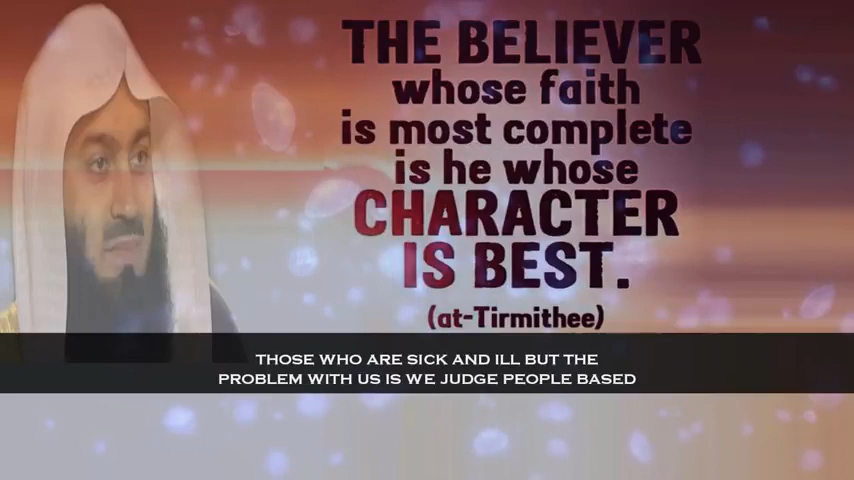 THE BELIEVER
whose faith
is most complete
is he whose
CHARACTER
IS BEST.
(at-Tirmithee)
THOSE WHO ARE SICK AND ILL BUT THE
PROBLEM WITH US IS WE JUDGE PEOPLE BASED